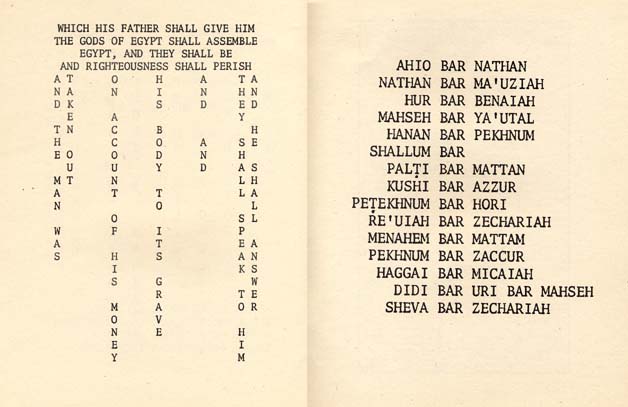 WHICH HIS FATHER SHALL GIVE HIM
THE GODS OF EGYPT SHALL ASSEMBLE
EGYPT, AND THEY SHALL BE
AND RIGHTEOUSNESS SHALL PERISH
AND THE MAN WAS
TAKEN OUT
ON ACCOUNT OF HIS MONEY
HIS BODY TO ITS GRAVE
AND AND
THEY SHALL SPEAK TO HIM
AND HE SHALL ANSWER
AHIO BAR NATHAN
NATHAN BAR MA'UZIAH
HUR BAR BENAIAH
MAHSEH BAR YA'UTAL
HANAN BAR PEKHNUM
SHALLUM BAR
PALṬI BAR MATTAN
KUSHI BAR AZZUR
PEṬEKHNUM BAR HORI
RE'UIAH BAR ZECHARIAH
MENAHEM BAR MATTAM
PEKHNUM BAR ZACCUR
HAGGAI BAR MICAIAH
DIDI BAR URI BAR MAHSEH
SHEVA BAR ZECHARIAH